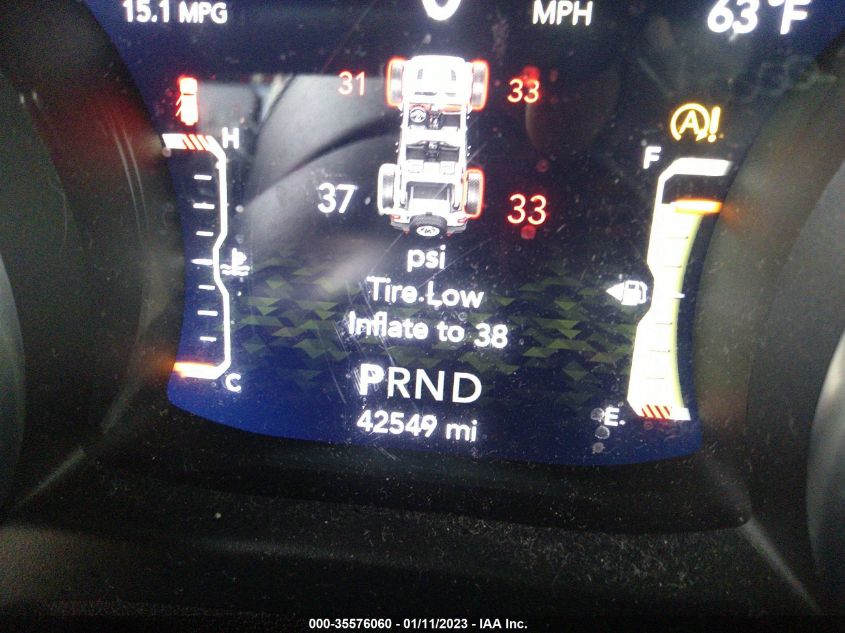 15.1 MPG
0 MPH
63°F
31 33
H
A!
F
37 33
psi
Tire Low
Inflate to 38
C
E
PRND
42549 mi
000-35576060 - 01/11/2023 - IAA Inc.